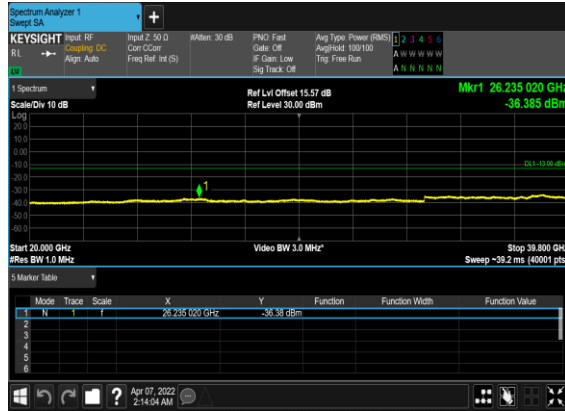 Spectrum Analyzer 1
Swept SA
KEYSIGHT Input: RF Input Z: 50 Ω #Atten: 30 dB PNO: Fast Avg Type: Power (RMS) 1 2 3 4 5 6
RL Coupling: DC Corr CCorr Gate: Off Avg|Hold: 100/100 A W W W W W
Align: Auto Freq Ref: Int (S) IF Gain: Low Trig: Free Run
Sig Track: Off A N N N N N
1 Spectrum Ref Lvl Offset 15.57 dB Mkr1 26.235 020 GHz
Scale/Div 10 dB Ref Level 30.00 dBm -36.385 dBm
Log
20.0
10.0
0.00
-10.0 DL1 -13.00 dBm
-20.0
-30.0 1
-40.0
-50.0
-60.0
Start 20.000 GHz Video BW 3.0 MHz* Stop 39.800 GHz
#Res BW 1.0 MHz Sweep ~39.2 ms (40001 pts)
5 Marker Table
Mode Trace Scale X Y Function Function Width Function Value
1 N 1 f 26.235 020 GHz -36.38 dBm
2
3
4
5
6
? Apr 07, 2022
2:14:04 AM